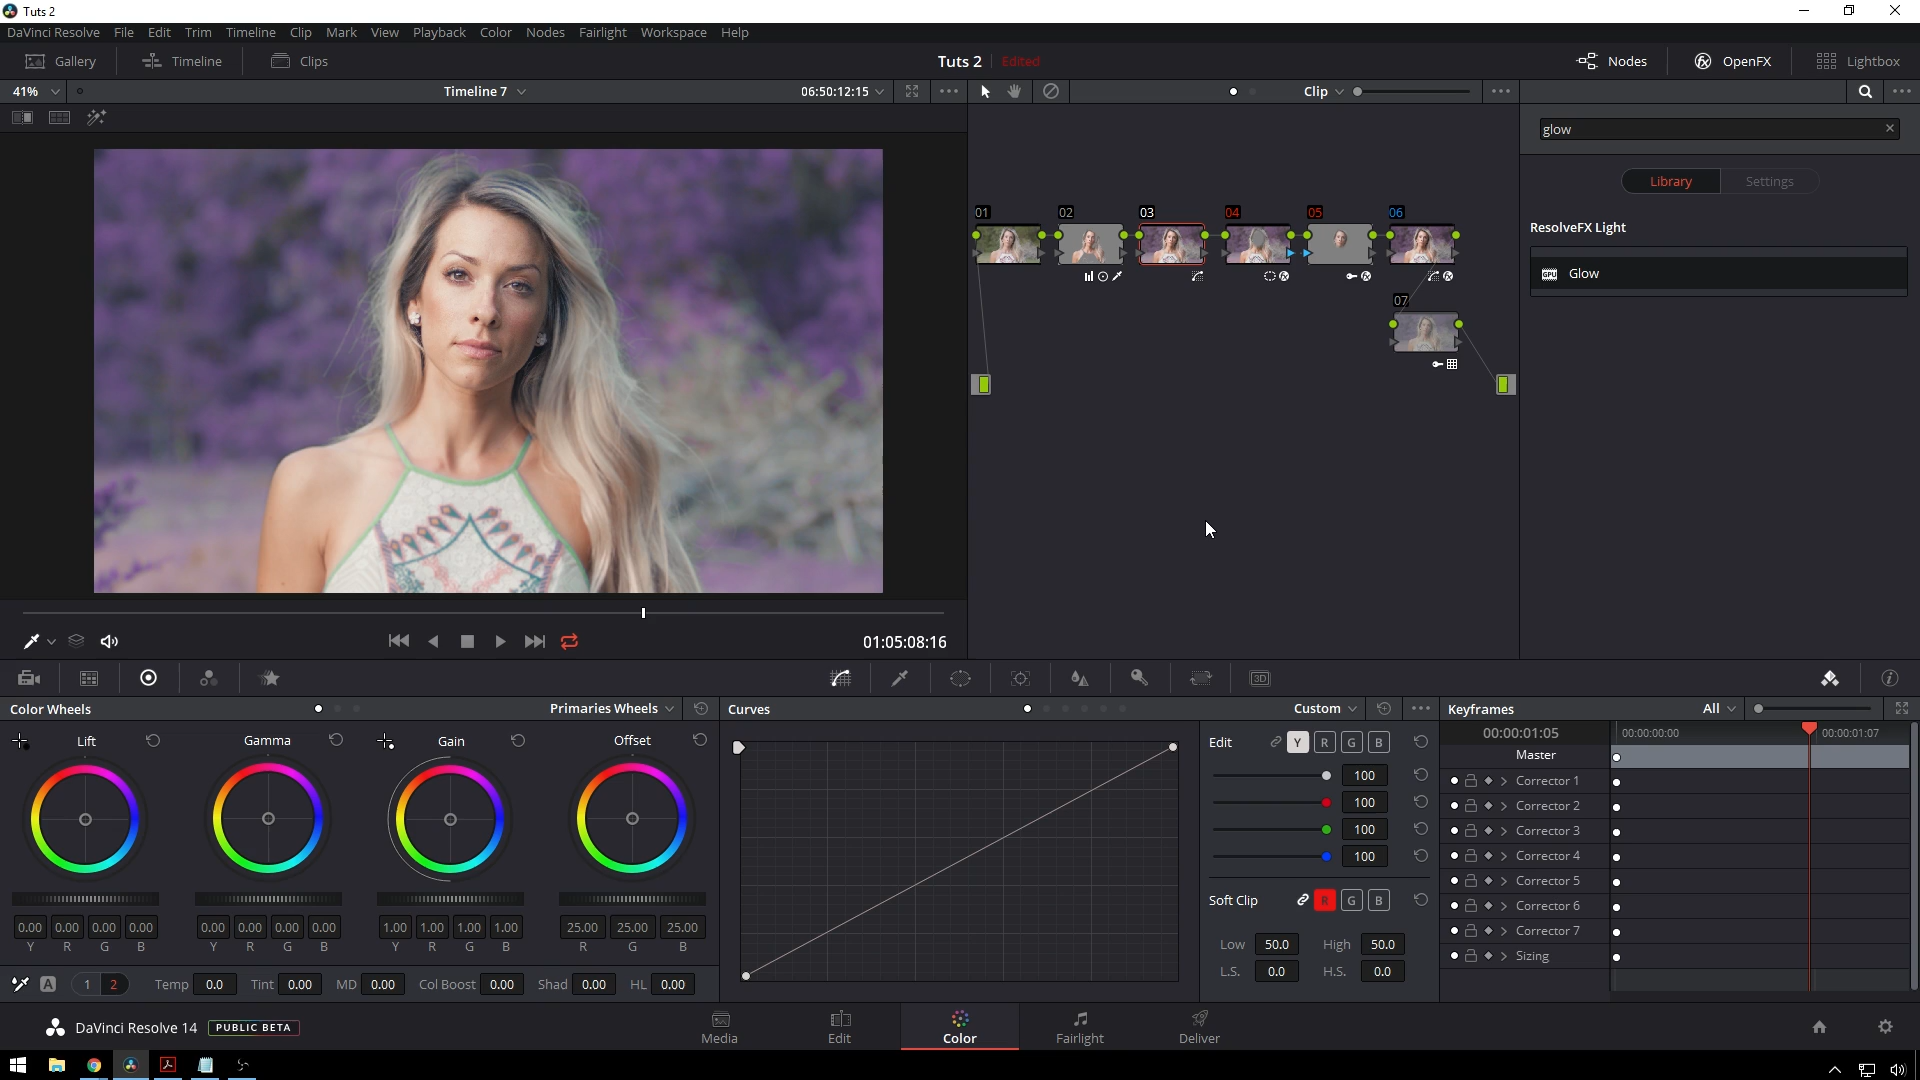 Tuts 2
DaVinci Resolve File Edit Trim Timeline Clip Mark View Playback Color Nodes Fairlight Workspace Help
Gallery Timeline Clips Tuts 2 Edited Nodes OpenFX Lightbox
41% Timeline 7 06:50:12:15 Clip
glow
Library Settings
01 02 03 04 05 06
ResolveFX Light
GPU Glow
07
01:05:08:16
3D
Color Wheels Primaries Wheels Curves Custom Keyframes All
Lift Gamma Gain Offset Edit Y R G B 00:00:01:05 00:00:00:00 00:00:01:07
Master
100 Corrector 1
100 Corrector 2
100 Corrector 3
100 Corrector 4
Corrector 5
Soft Clip R G B Corrector 6
0.00 0.00 0.00 0.00 0.00 0.00 0.00 0.00 1.00 1.00 1.00 1.00 25.00 25.00 25.00 Corrector 7
Y R G B Y R G B Y R G B R G B Low 50.0 High 50.0
Sizing
L.S. 0.0 H.S. 0.0
A 1 2 Temp 0.0 Tint 0.00 MD 0.00 Col Boost 0.00 Shad 0.00 HL 0.00
DaVinci Resolve 14 PUBLIC BETA Media Edit Color Fairlight Deliver